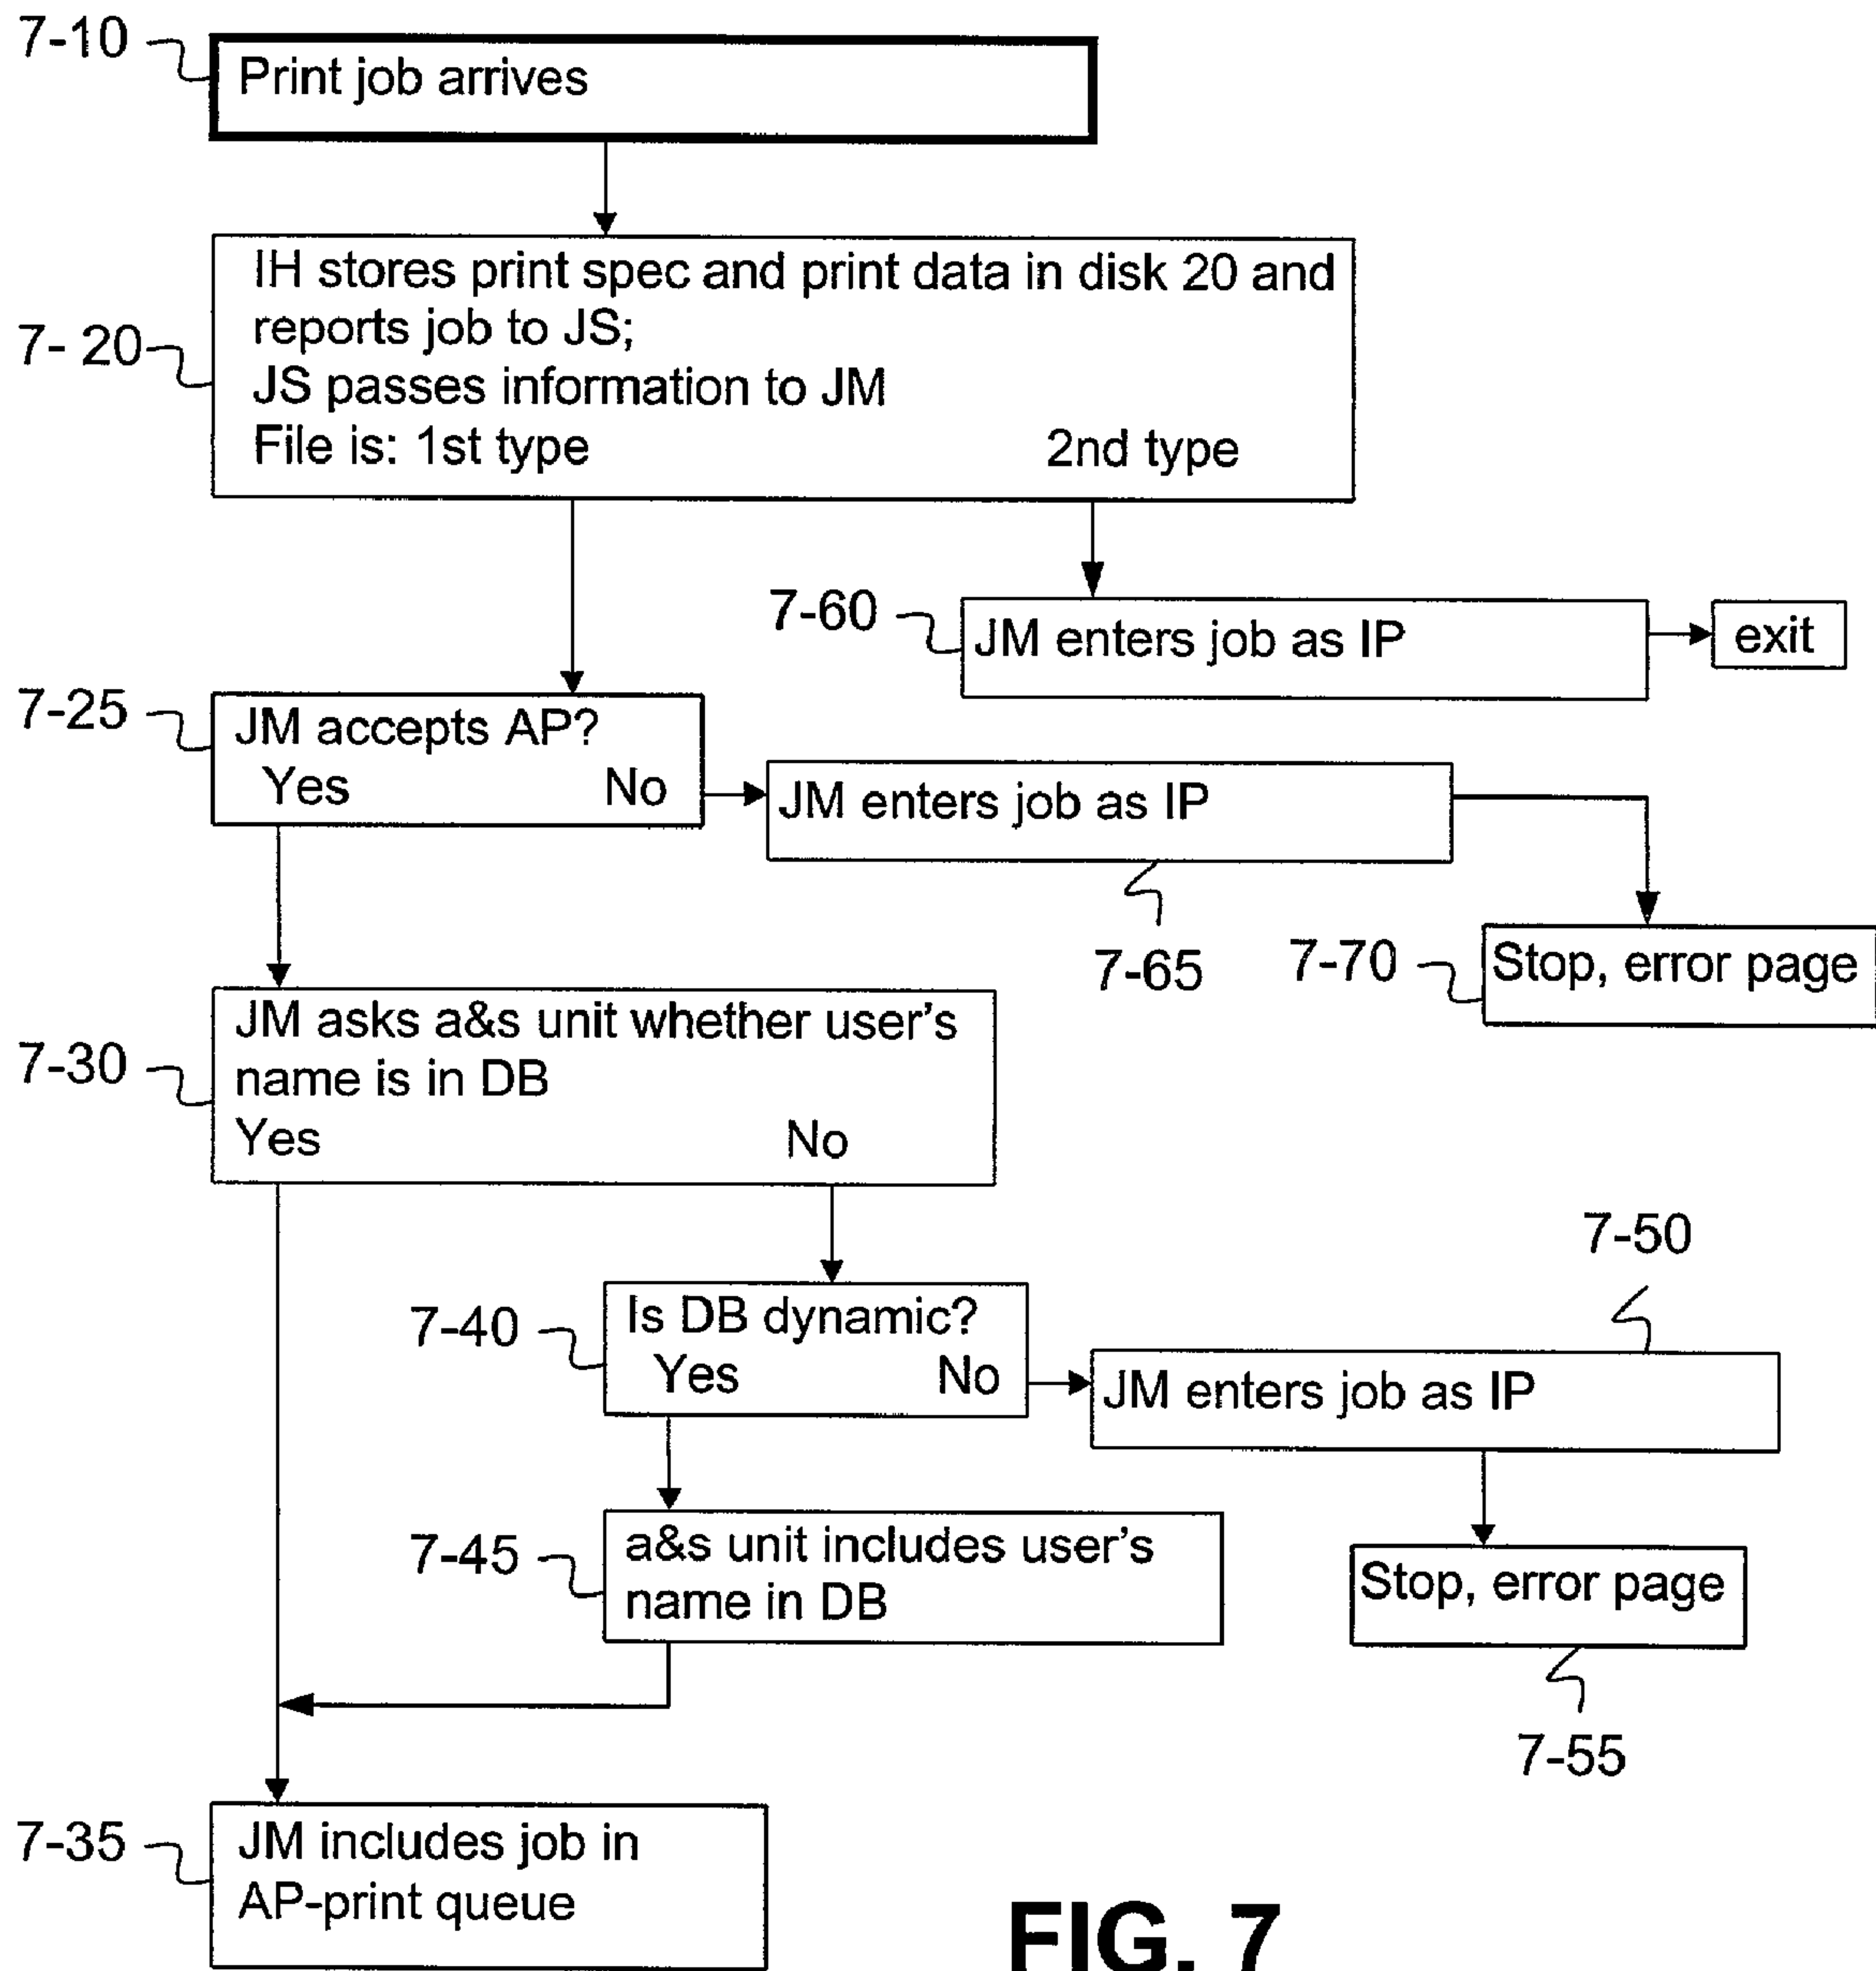 7-10
Print job arrives
7- 20
IH stores print spec and print data in disk 20 and
reports job to JS;
JS passes information to JM
File is: 1st type 2nd type
7-60
JM enters job as IP
exit
7-25
JM accepts AP?
Yes No
JM enters job as IP
7-65
7-70
Stop, error page
7-30
JM asks a&s unit whether user's
name is in DB
Yes No
7-50
7-40
Is DB dynamic?
Yes No
JM enters job as IP
7-45
a&s unit includes user's
name in DB
Stop, error page
7-55
7-35
JM includes job in
AP-print queue
FIG. 7